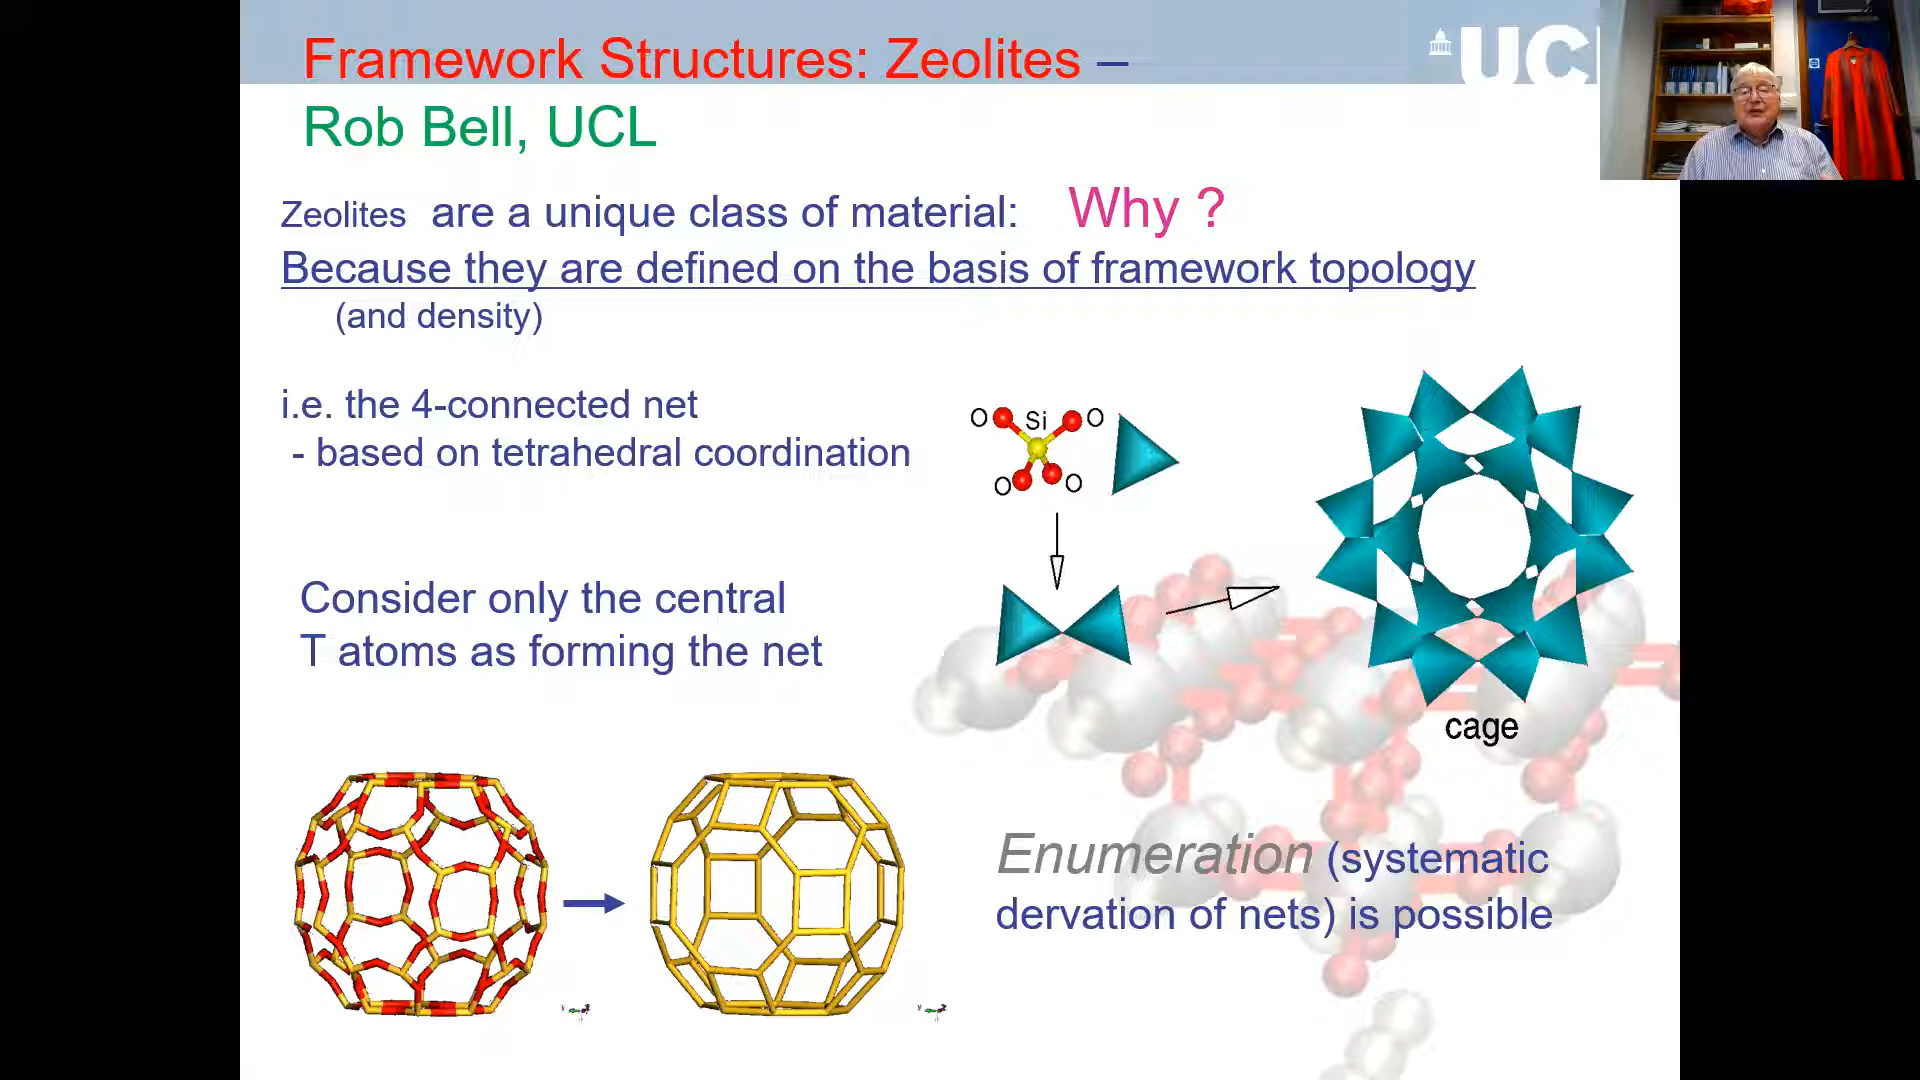 Framework Structures: Zeolites –
UCL
Rob Bell, UCL
Zeolites are a unique class of material: Why ?
Because they are defined on the basis of framework topology
(and density)
i.e. the 4-connected net
- based on tetrahedral coordination
O Si O
O O
Consider only the central
T atoms as forming the net
cage
Enumeration (systematic
dervation of nets) is possible